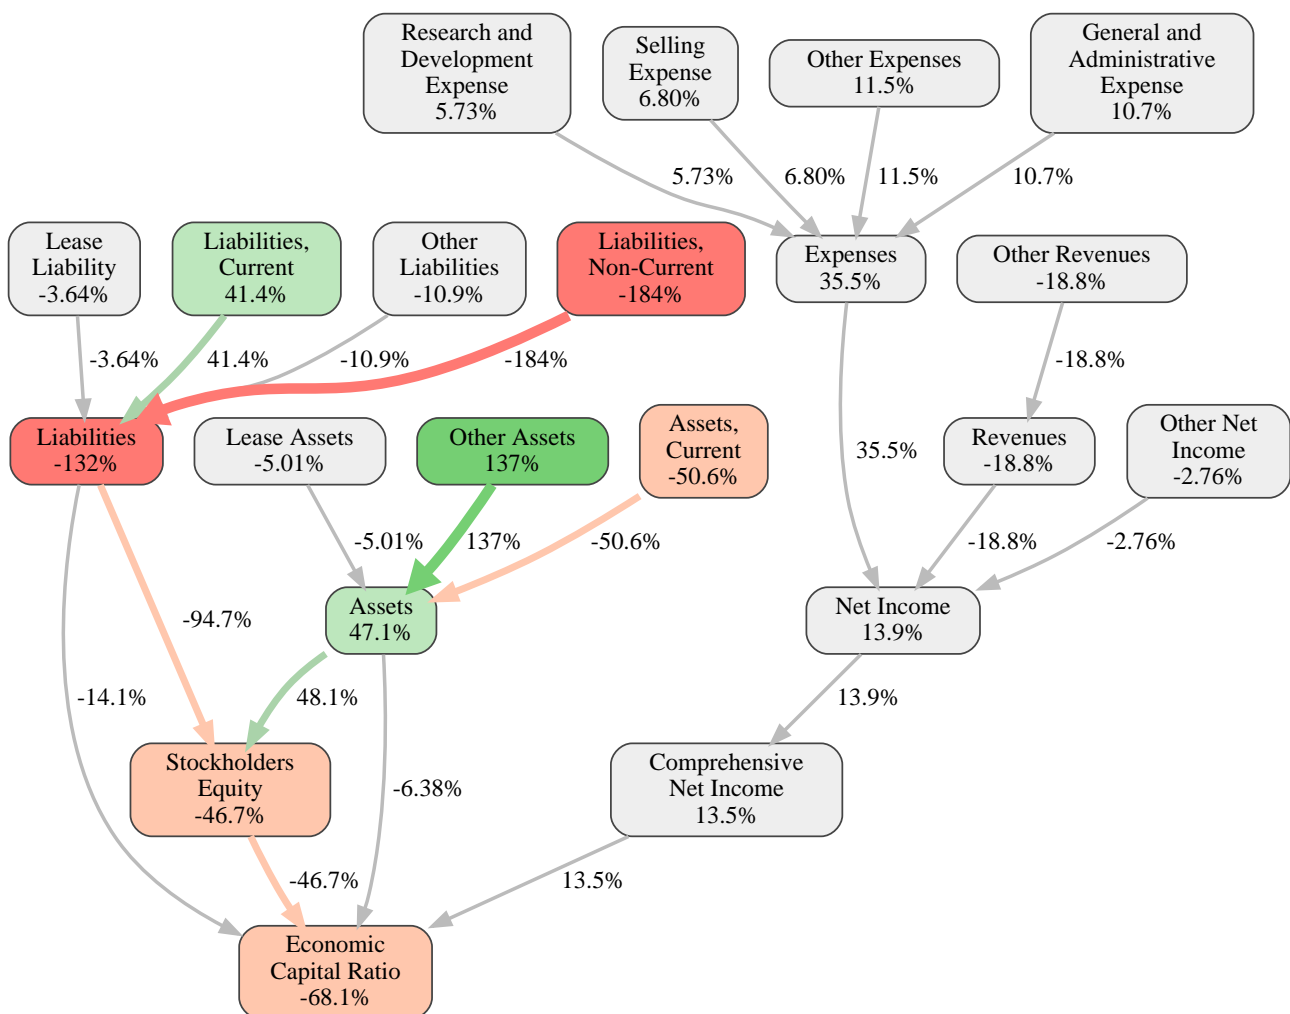 Research and
Development
Expense
5.73%
Selling
Expense
6.80%
Other Expenses
11.5%
General and
Administrative
Expense
10.7%
5.73%
6.80%
11.5%
10.7%
Lease
Liability
-3.64%
Liabilities,
Current
41.4%
Other
Liabilities
-10.9%
Liabilities,
Non-Current
-184%
Expenses
35.5%
Other Revenues
-18.8%
-3.64%
41.4%
-10.9%
-184%
-18.8%
Liabilities
-132%
Lease Assets
-5.01%
Other Assets
137%
Assets,
Current
-50.6%
35.5%
Revenues
-18.8%
Other Net
Income
-2.76%
-5.01%
137%
-50.6%
-18.8%
-2.76%
-94.7%
Assets
47.1%
Net Income
13.9%
-14.1%
48.1%
13.9%
Stockholders
Equity
-46.7%
-6.38%
Comprehensive
Net Income
13.5%
-46.7%
13.5%
Economic
Capital Ratio
-68.1%